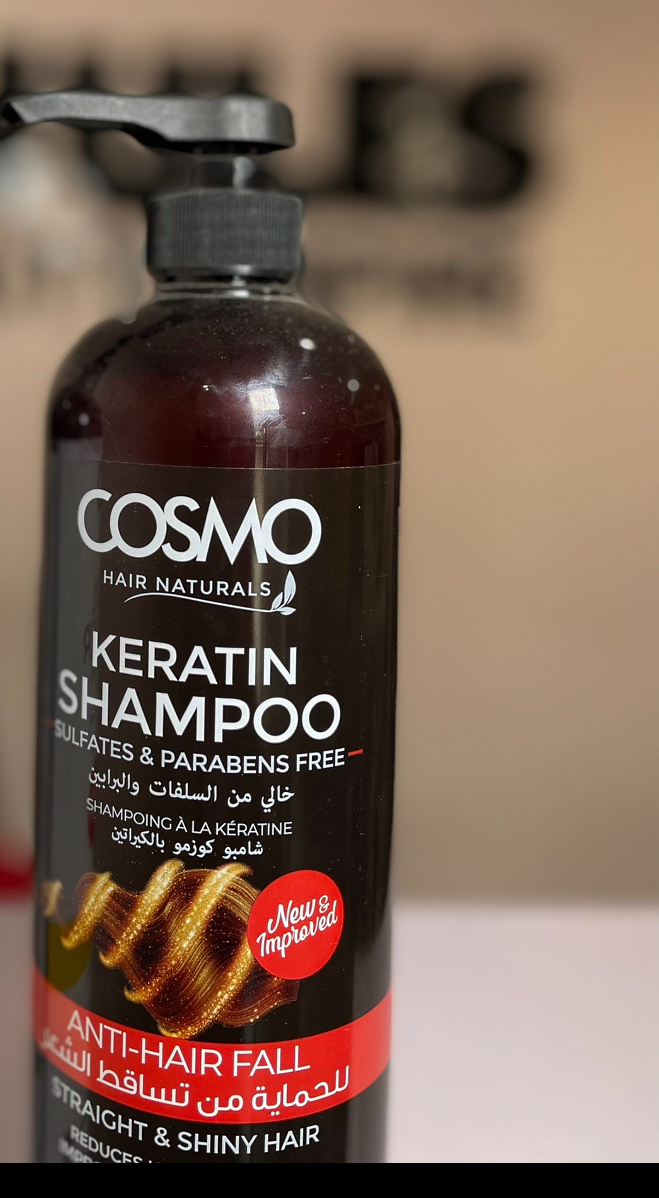 COSMO
HAIR NATURALS
KERATIN
SHAMPOO
SULFATES & PARABENS FREE
خالي من السلفات والبرابين
SHAMPOING À LA KÉRATINE
شامبو كوزمو بالكيراتين
New &
Improved
ANTI-HAIR FALL
للحماية من تساقط الشعر
STRAIGHT & SHINY HAIR
REDUCES